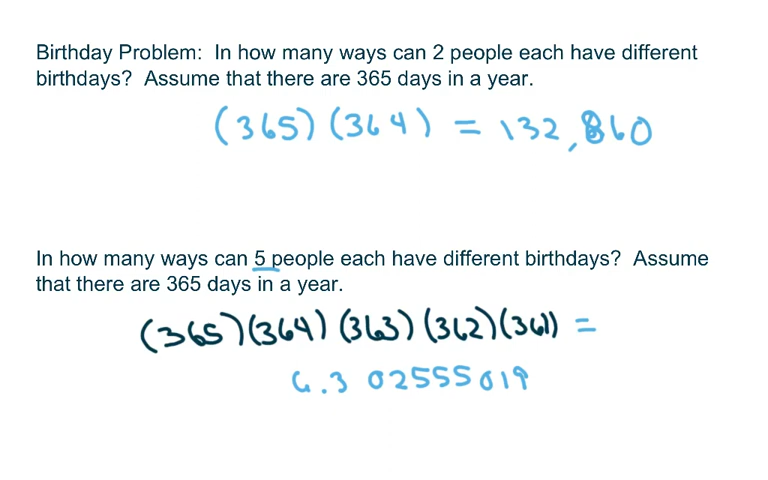 Birthday Problem: In how many ways can 2 people each have different
birthdays? Assume that there are 365 days in a year.
(365)(364) = 132,860
In how many ways can 5 people each have different birthdays? Assume
that there are 365 days in a year.
(365)(364)(363)(362)(361) =
6.302555019